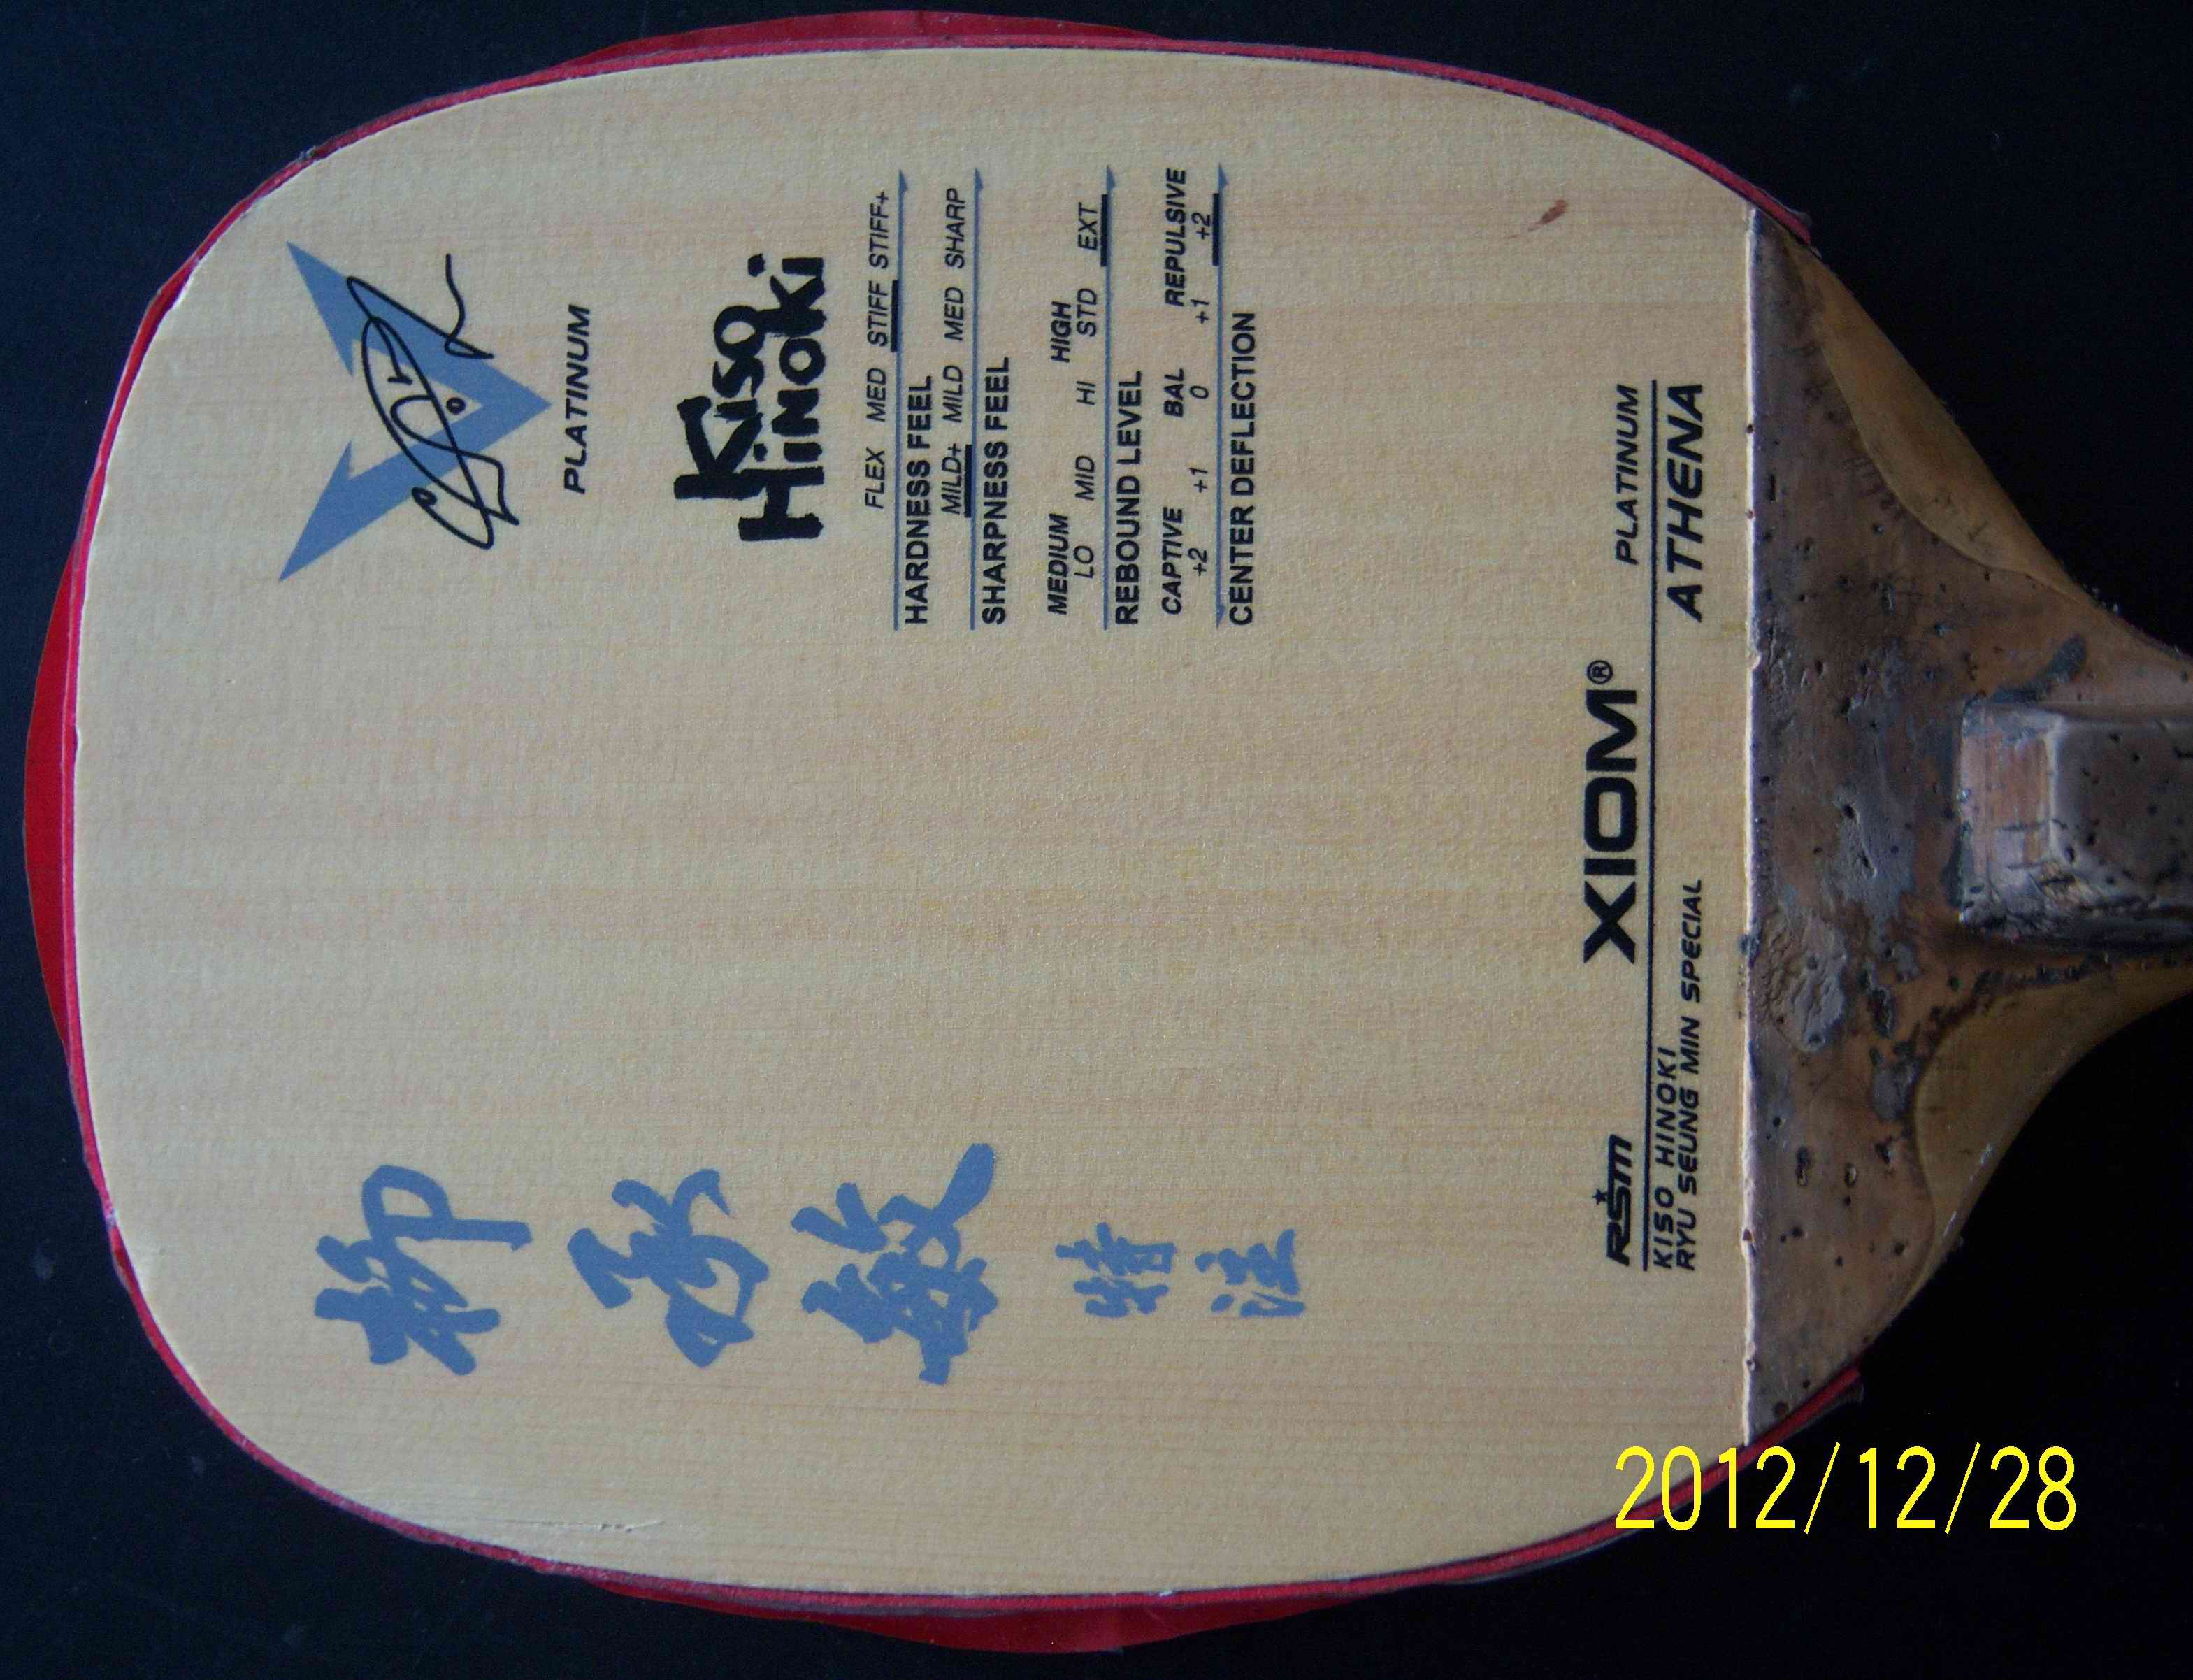 柳
承
敏
特
注
PLATINUM
KISO
HINOKI
FLEX MED STIFF STIFF+
HARDNESS FEEL
MILD+ MILD MED SHARP
SHARPNESS FEEL
MEDIUM HIGH
LO MID HI STD EXT
REBOUND LEVEL
CAPTIVE BAL REPULSIVE
+2 +1 0 +1 +2
CENTER DEFLECTION
RSM XIOM® PLATINUM
KISO HINOKI ATHENA
RYU SEUNG MIN SPECIAL
2012/12/28